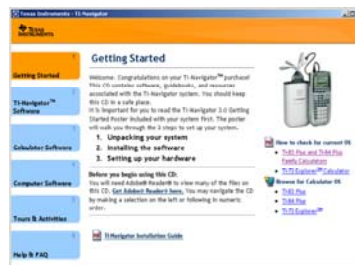 Texas Instruments - TI-Navigator
TEXAS INSTRUMENTS
Getting Started
TI-Navigator™ Software
Calculator Software
Computer Software
Tours & Activities
Help & FAQ
Getting Started
Welcome. Congratulations on your TI-Navigator™ purchase!
This CD contains software, guidebooks, and resources
associated with the TI-Navigator system. You should keep
this CD in a safe place.
It is important for you to read the TI-Navigator 3.0 Getting
Started Poster included with your system first. The poster
will walk you through the 3 steps to set up your system.
1. Unpacking your system
2. Installing the software
3. Setting up your hardware
Before you begin using this CD:
You will need Adobe Reader® to view many of the files on
this CD. Get Adobe® Reader® here. You may navigate the CD
by making a selection on the left or following in numeric
order.
TI-Navigator Installation Guide
How to check for current OS
TI-83 Plus and TI-84 Plus
Family Calculators
TI-73 Explorer™ Calculator
Browse for Calculator OS
TI-83 Plus
TI-84 Plus
TI-73 Explorer™